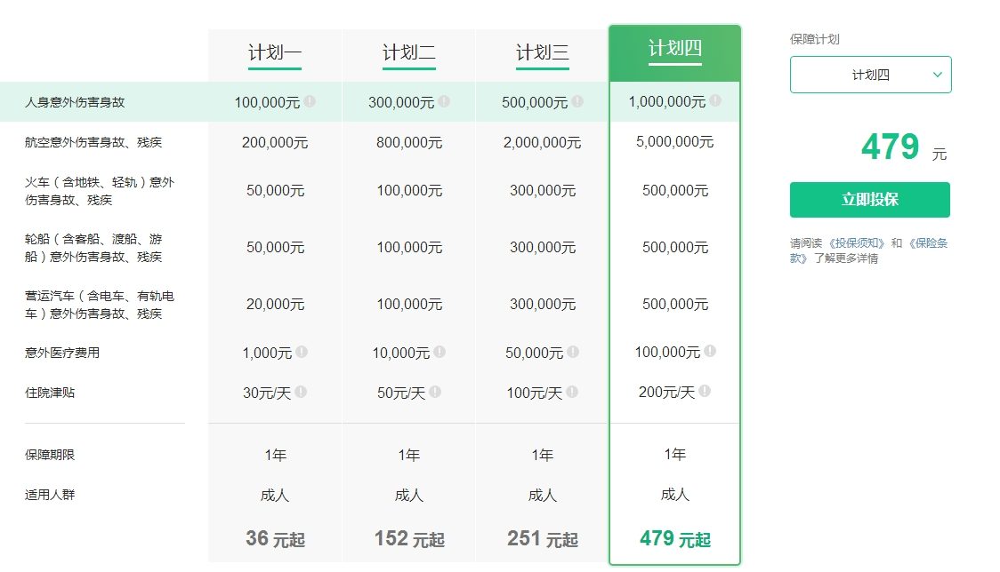 计划一 计划二 计划三 计划四
人身意外伤害身故 100,000元 300,000元 500,000元 1,000,000元
航空意外伤害身故、残疾 200,000元 800,000元 2,000,000元 5,000,000元
火车（含地铁、轻轨）意外
伤害身故、残疾 50,000元 100,000元 300,000元 500,000元
轮船（含客船、渡船、游
船）意外伤害身故、残疾 50,000元 100,000元 300,000元 500,000元
营运汽车（含电车、有轨电
车）意外伤害身故、残疾 20,000元 100,000元 300,000元 500,000元
意外医疗费用 1,000元 10,000元 50,000元 100,000元
住院津贴 30元/天 50元/天 100元/天 200元/天
保障期限 1年 1年 1年 1年
适用人群 成人 成人 成人 成人
36 元起 152 元起 251 元起 479 元起
保障计划
计划四
479 元
立即投保
请阅读《投保须知》和《保险条
款》了解更多详情